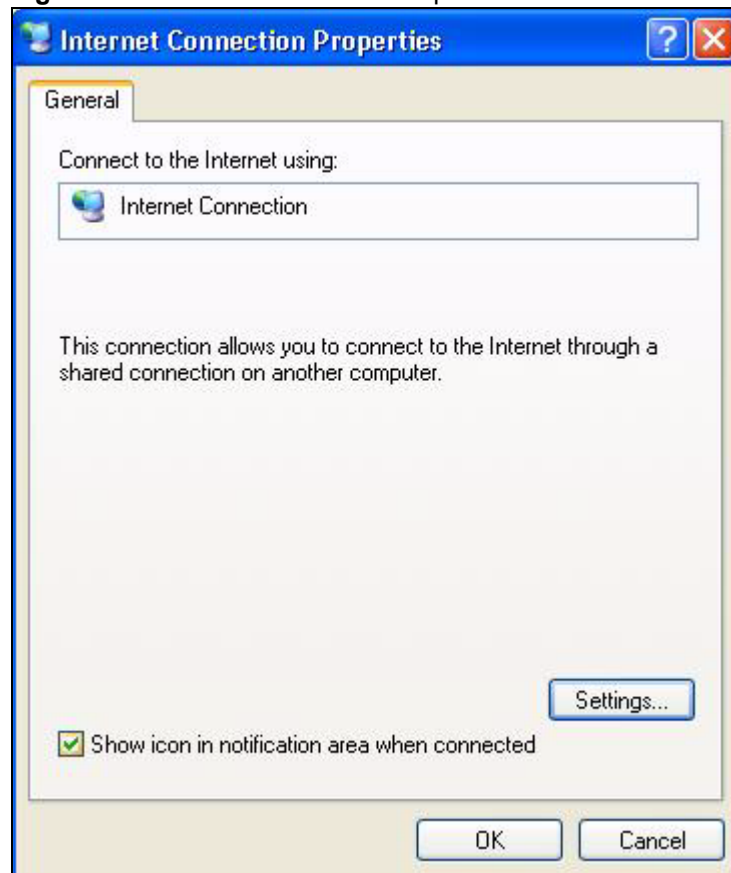 Internet Connection Properties
General
Connect to the Internet using:
Internet Connection
This connection allows you to connect to the Internet through a
shared connection on another computer.
Settings...
Show icon in notification area when connected
OK
Cancel